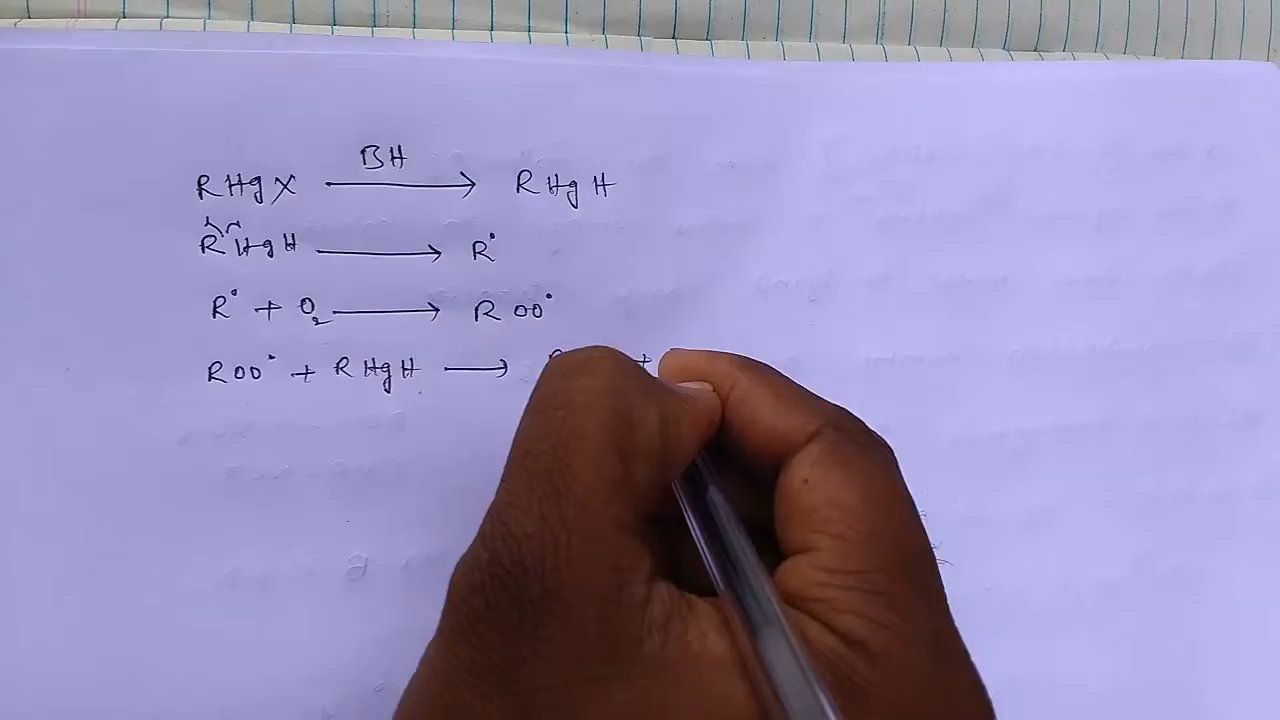 BH
RHgX ⟶ RHgH
RHgH ⟶ R•
R• + O₂ ⟶ ROO•
ROO• + RHgH ⟶ +